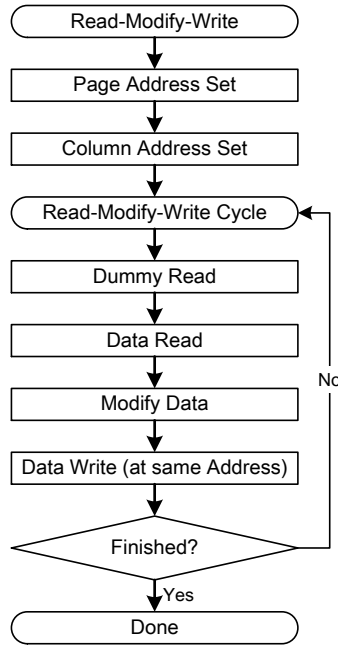 Read-Modify-Write
Page Address Set
Column Address Set
Read-Modify-Write Cycle
Dummy Read
Data Read
Modify Data
No
Data Write (at same Address)
Finished?
Yes
Done